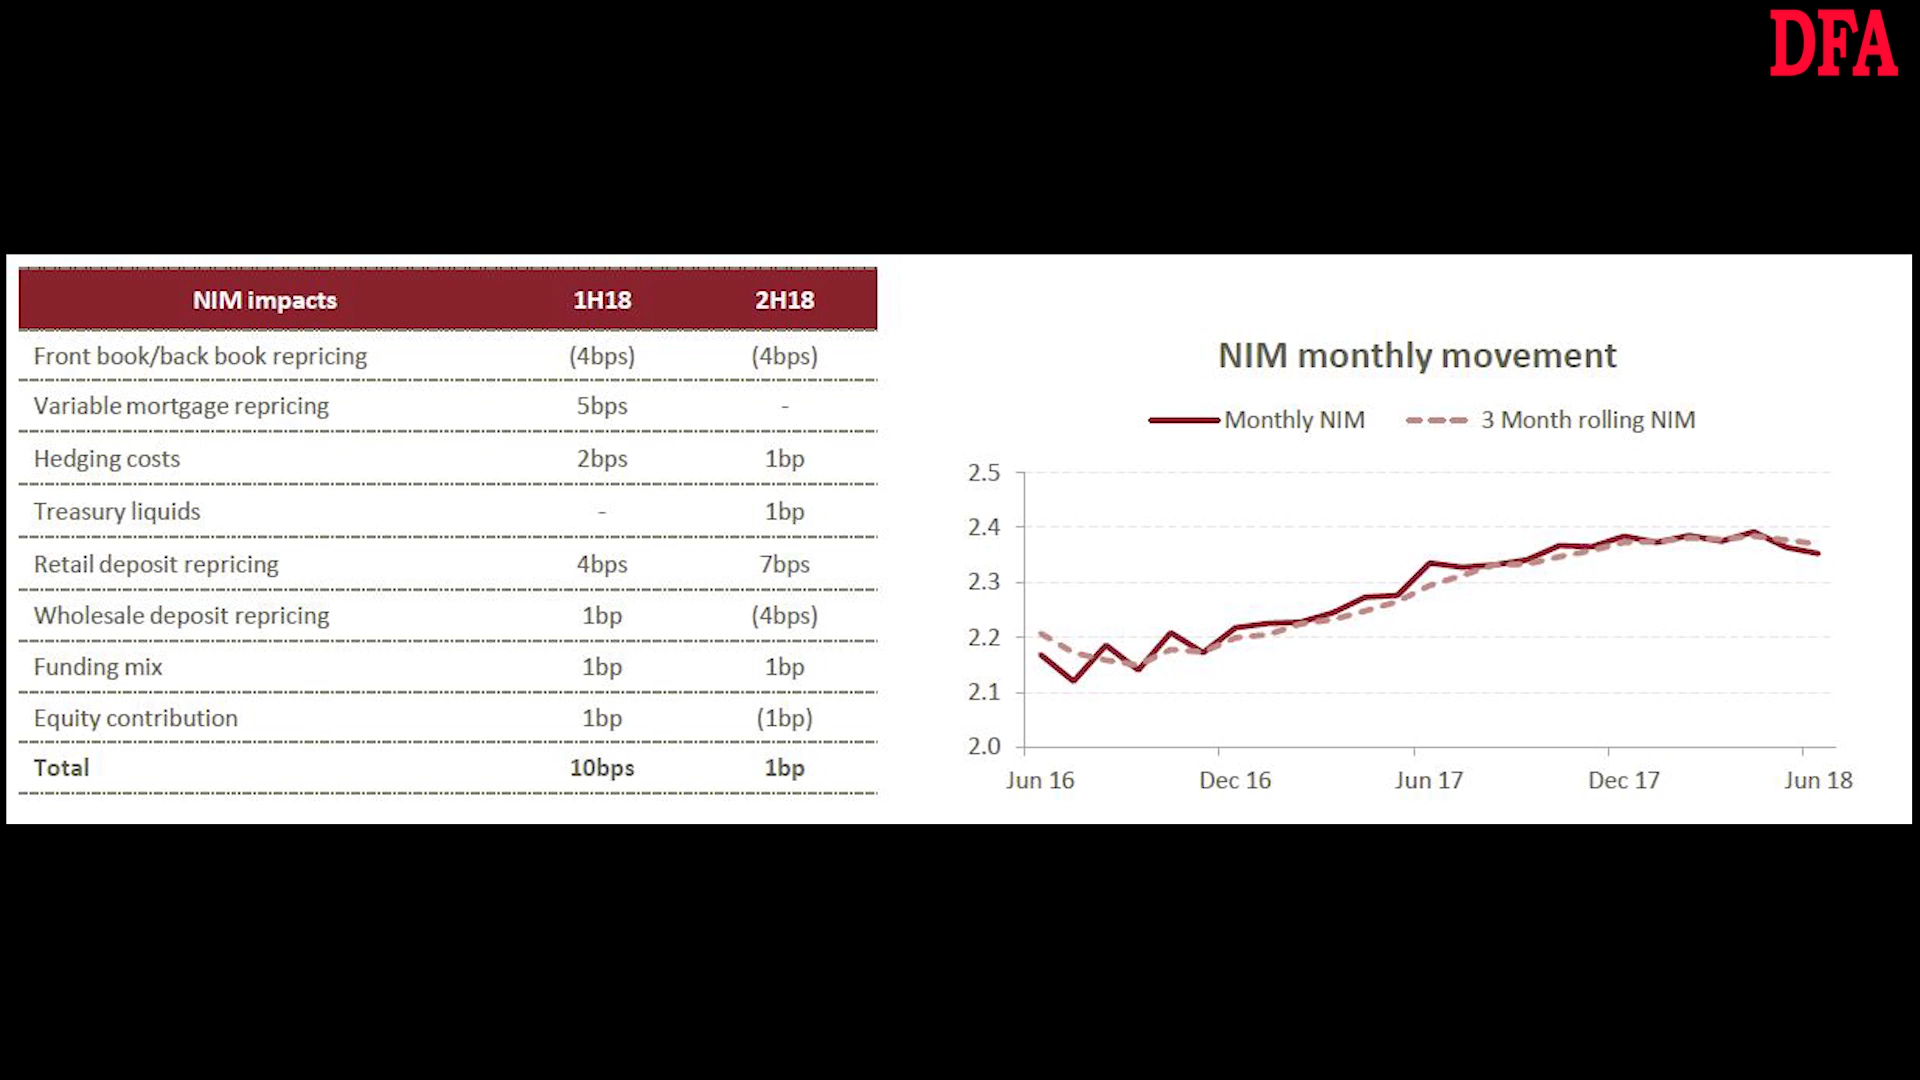 DFA
NIM impacts 1H18 2H18
Front book/back book repricing (4bps) (4bps)
Variable mortgage repricing 5bps -
Hedging costs 2bps 1bp
Treasury liquids - 1bp
Retail deposit repricing 4bps 7bps
Wholesale deposit repricing 1bp (4bps)
Funding mix 1bp 1bp
Equity contribution 1bp (1bp)
Total 10bps 1bp
NIM monthly movement
Monthly NIM 3 Month rolling NIM
2.5
2.4
2.3
2.2
2.1
2.0
Jun 16 Dec 16 Jun 17 Dec 17 Jun 18